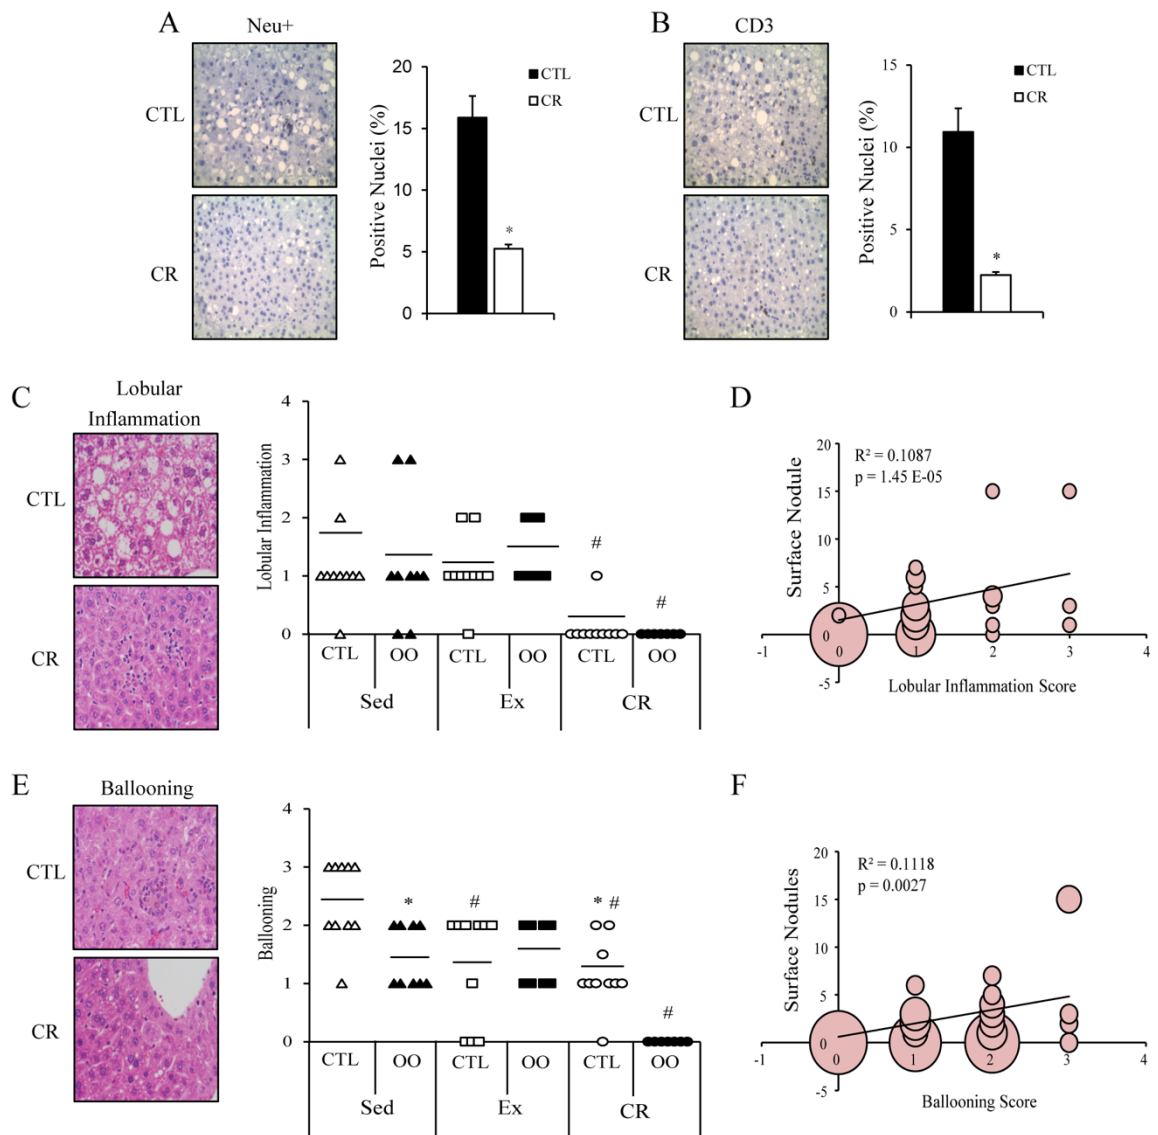 A
Neu+
CTL
CR
Positive Nuclei (%)
20
15
10
5
0
CTL
CR
*
B
CD3
CTL
CR
Positive Nuclei (%)
15
10
5
0
CTL
CR
*
C
Lobular
Inflammation
CTL
CR
Lobular Inflammation
4
3
2
1
0
#
#
CTL OO CTL OO CTL OO
Sed Ex CR
D
Surface Nodule
20
15
10
5
0
-5
R² = 0.1087
p = 1.45 E-05
-1 0 1 2 3 4
Lobular Inflammation Score
E
Ballooning
CTL
CR
Ballooning
4
3
2
1
0
*
#
* #
#
CTL OO CTL OO CTL OO
Sed Ex CR
F
Surface Nodules
20
15
10
5
0
-5
R² = 0.1118
p = 0.0027
-1 0 1 2 3 4
Ballooning Score